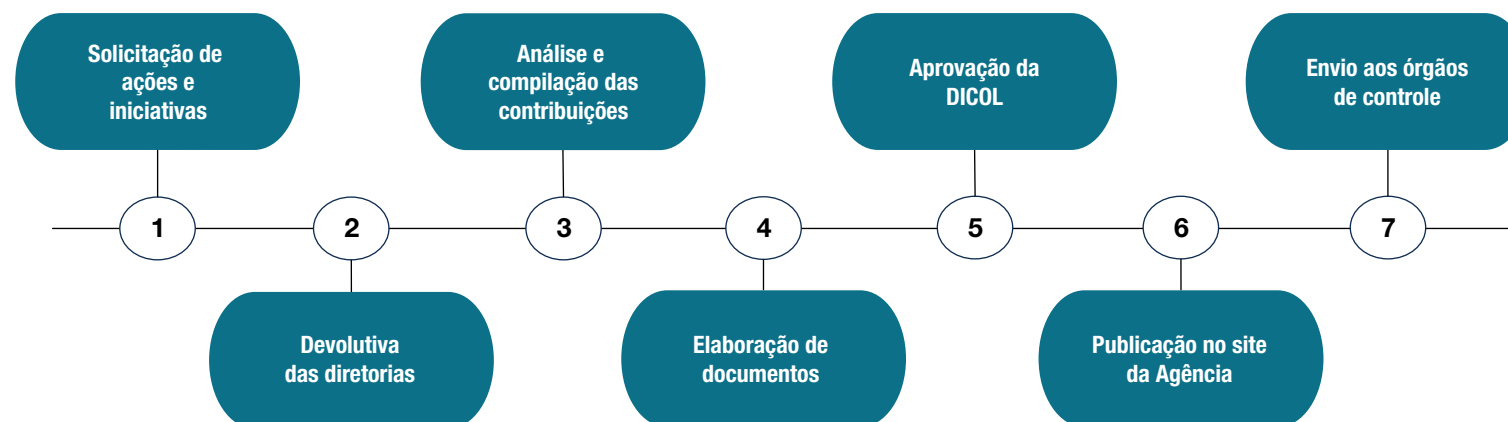 Solicitação de
ações e
iniciativas
Análise e
compilação das
contribuições
Aprovação da
DICOL
Envio aos órgãos
de controle
1
2
3
4
5
6
7
Devolutiva
das diretorias
Elaboração de
documentos
Publicação no site
da Agência